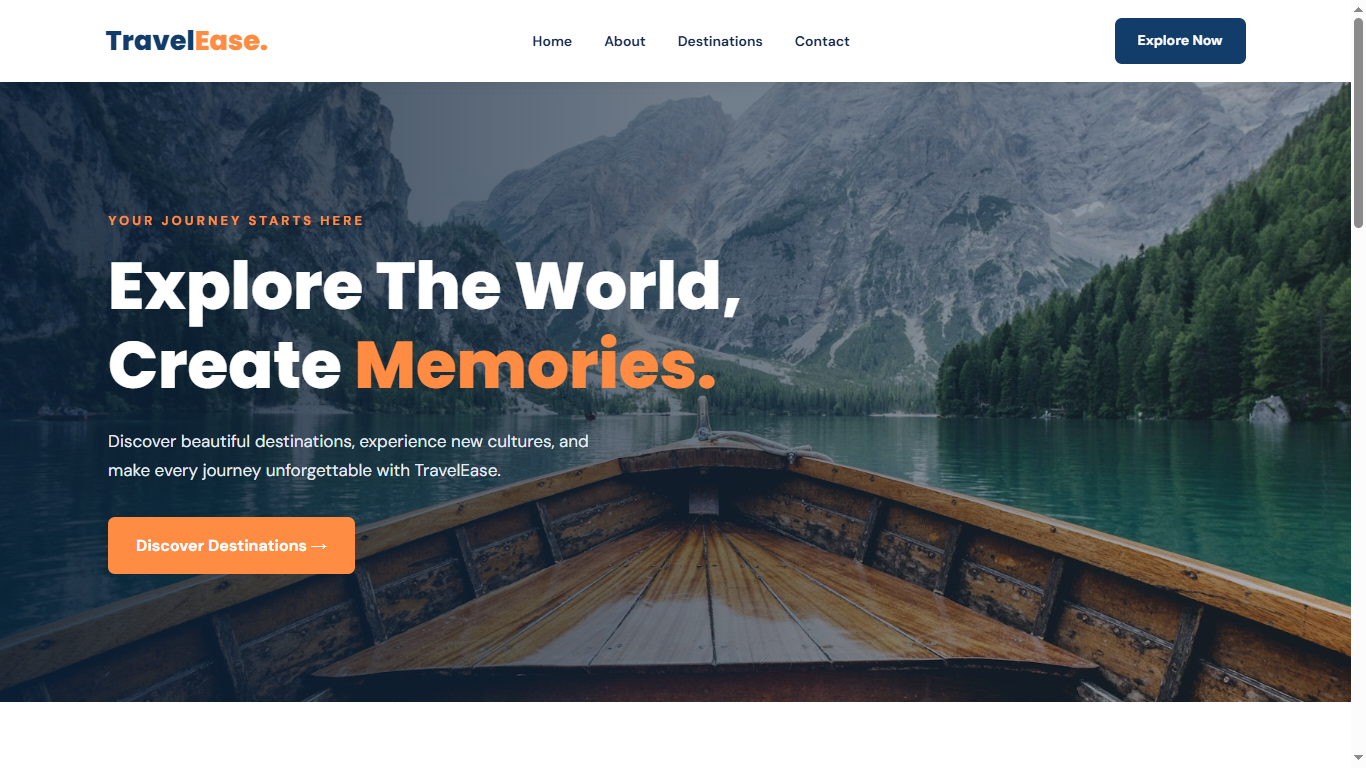 TravelEase.
Home
About
Destinations
Contact
Explore Now
YOUR JOURNEY STARTS HERE
Explore The World,
Create Memories.
Discover beautiful destinations, experience new cultures, and
make every journey unforgettable with TravelEase.
Discover Destinations →